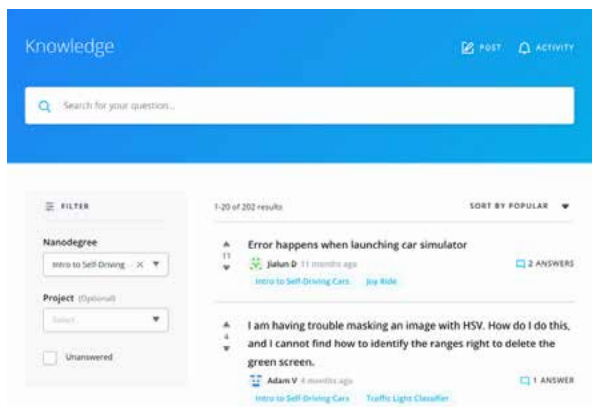 Knowledge
POST
ACTIVITY
Search for your question...
FILTER
1-20 of 202 results
SORT BY POPULAR
Nanodegree
Intro to Self-Driving
Project (Optional)
Select
Unanswered
11
Error happens when launching car simulator
Jialun D 11 months ago
2 ANSWERS
Intro to Self-Driving Cars
Joy Ride
4
I am having trouble masking an image with HSV. How do I do this,
and I cannot find how to identify the ranges right to delete the
green screen.
Adam V 4 months ago
1 ANSWER
Intro to Self-Driving Cars
Traffic Light Classifier